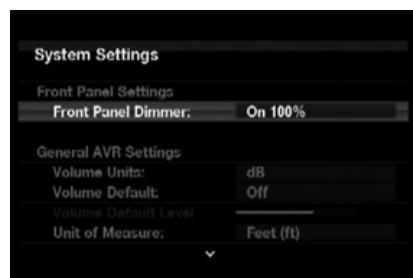 System Settings
Front Panel Settings
Front Panel Dimmer: On 100%
General AVR Settings
Volume Units: dB
Volume Default: Off
Volume Default Level
Unit of Measure: Feet (ft)